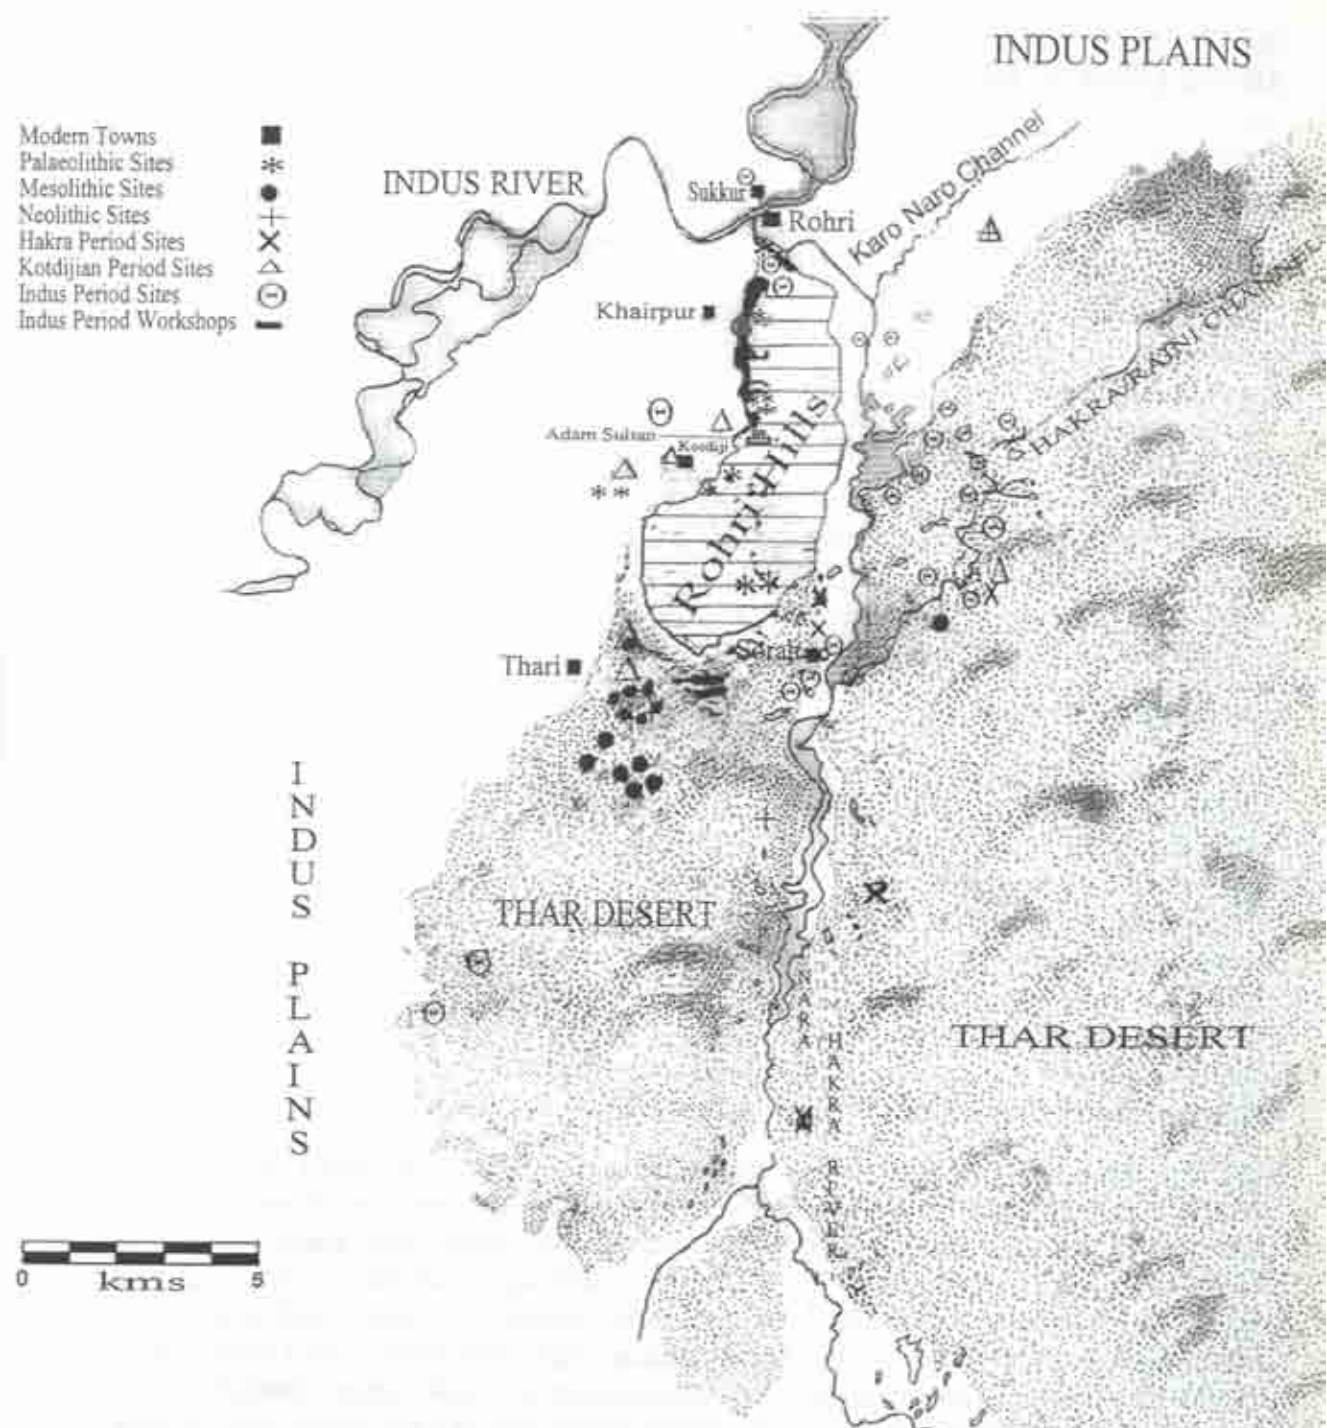 INDUS PLAINS
Modern Towns
Palaeolithic Sites
Mesolithic Sites
Neolithic Sites
Hakra Period Sites
Kotdijian Period Sites
Indus Period Sites
Indus Period Workshops
INDUS RIVER
Sukkur
Rohri
Karo Naro Channel
Khairpur
HAKRA/RAINI CHANNEL
Adam Sultan
Kotdiji
Rohri Hills
Thari
INDUS PLAINS
THAR DESERT
NARA
HAKRA RIVER
THAR DESERT
0 5
kms